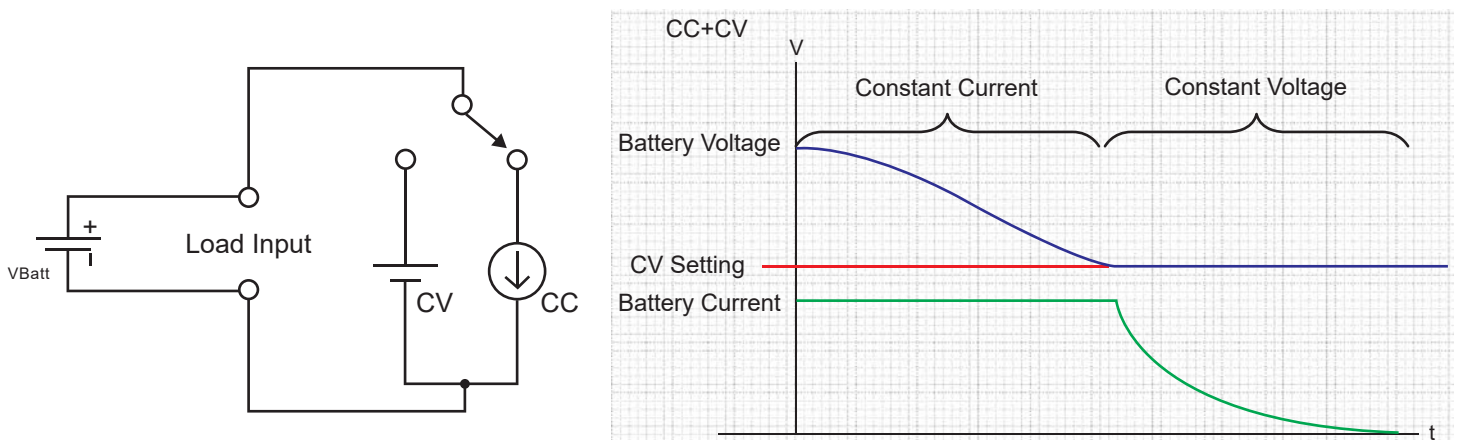 +
Load Input
VBatt
CV
CC
CC+CV
V
Constant Current
Constant Voltage
Battery Voltage
CV Setting
Battery Current
t